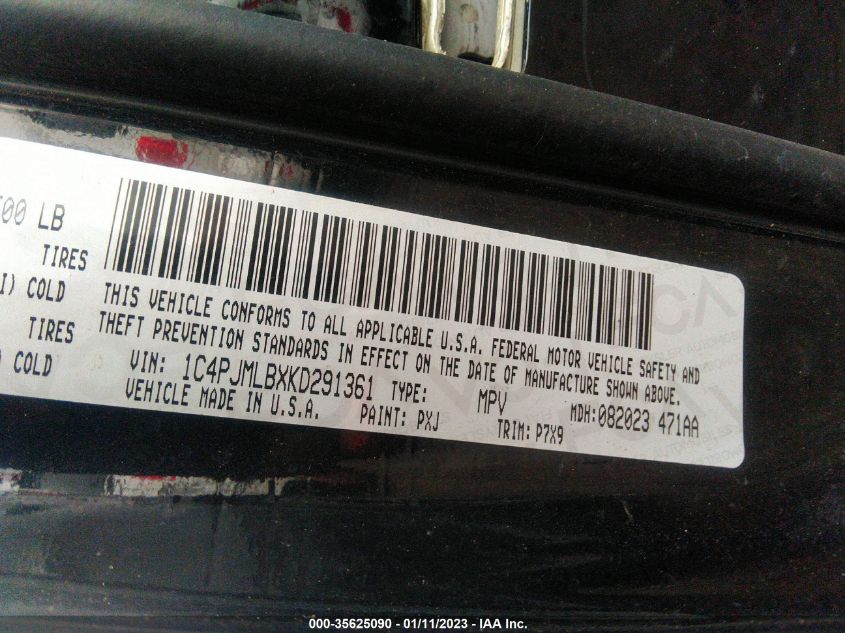 00 LB
TIRES
COLD
TIRES
COLD
THIS VEHICLE CONFORMS TO ALL APPLICABLE U.S.A. FEDERAL MOTOR VEHICLE SAFETY AND
THEFT PREVENTION STANDARDS IN EFFECT ON THE DATE OF MANUFACTURE SHOWN ABOVE.
VIN: 1C4PJMLBXKD291361 TYPE: MPV MDH:082023 471AA
VEHICLE MADE IN U.S.A. PAINT: PXJ TRIM: P7X9
000-35625090 - 01/11/2023 - IAA Inc.